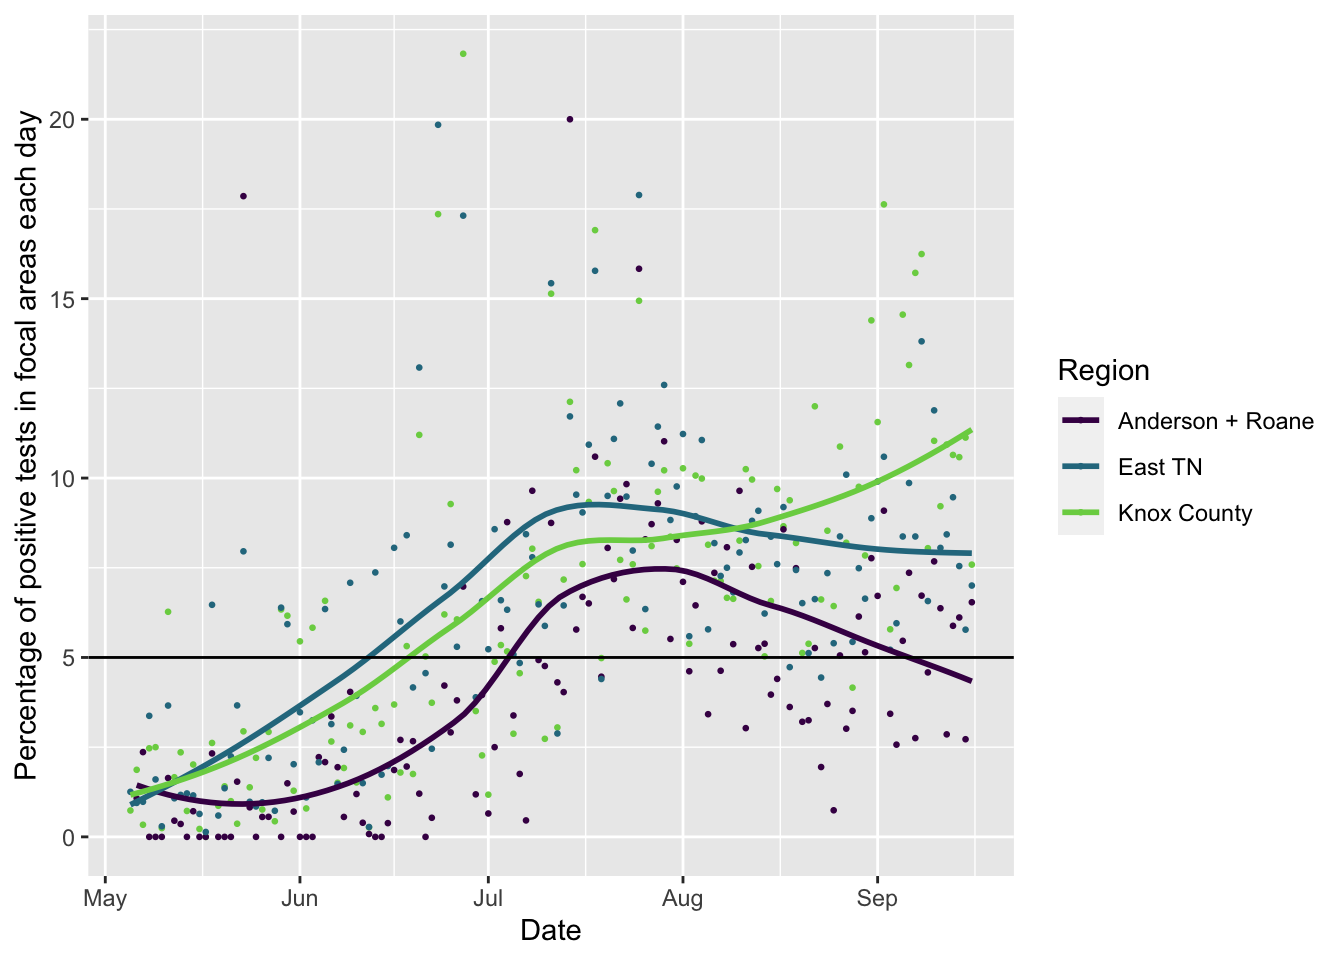 Percentage of positive tests in focal areas each day
20
15
10
5
0
May
Jun
Jul
Aug
Sep
Date
Region
Anderson + Roane
East TN
Knox County